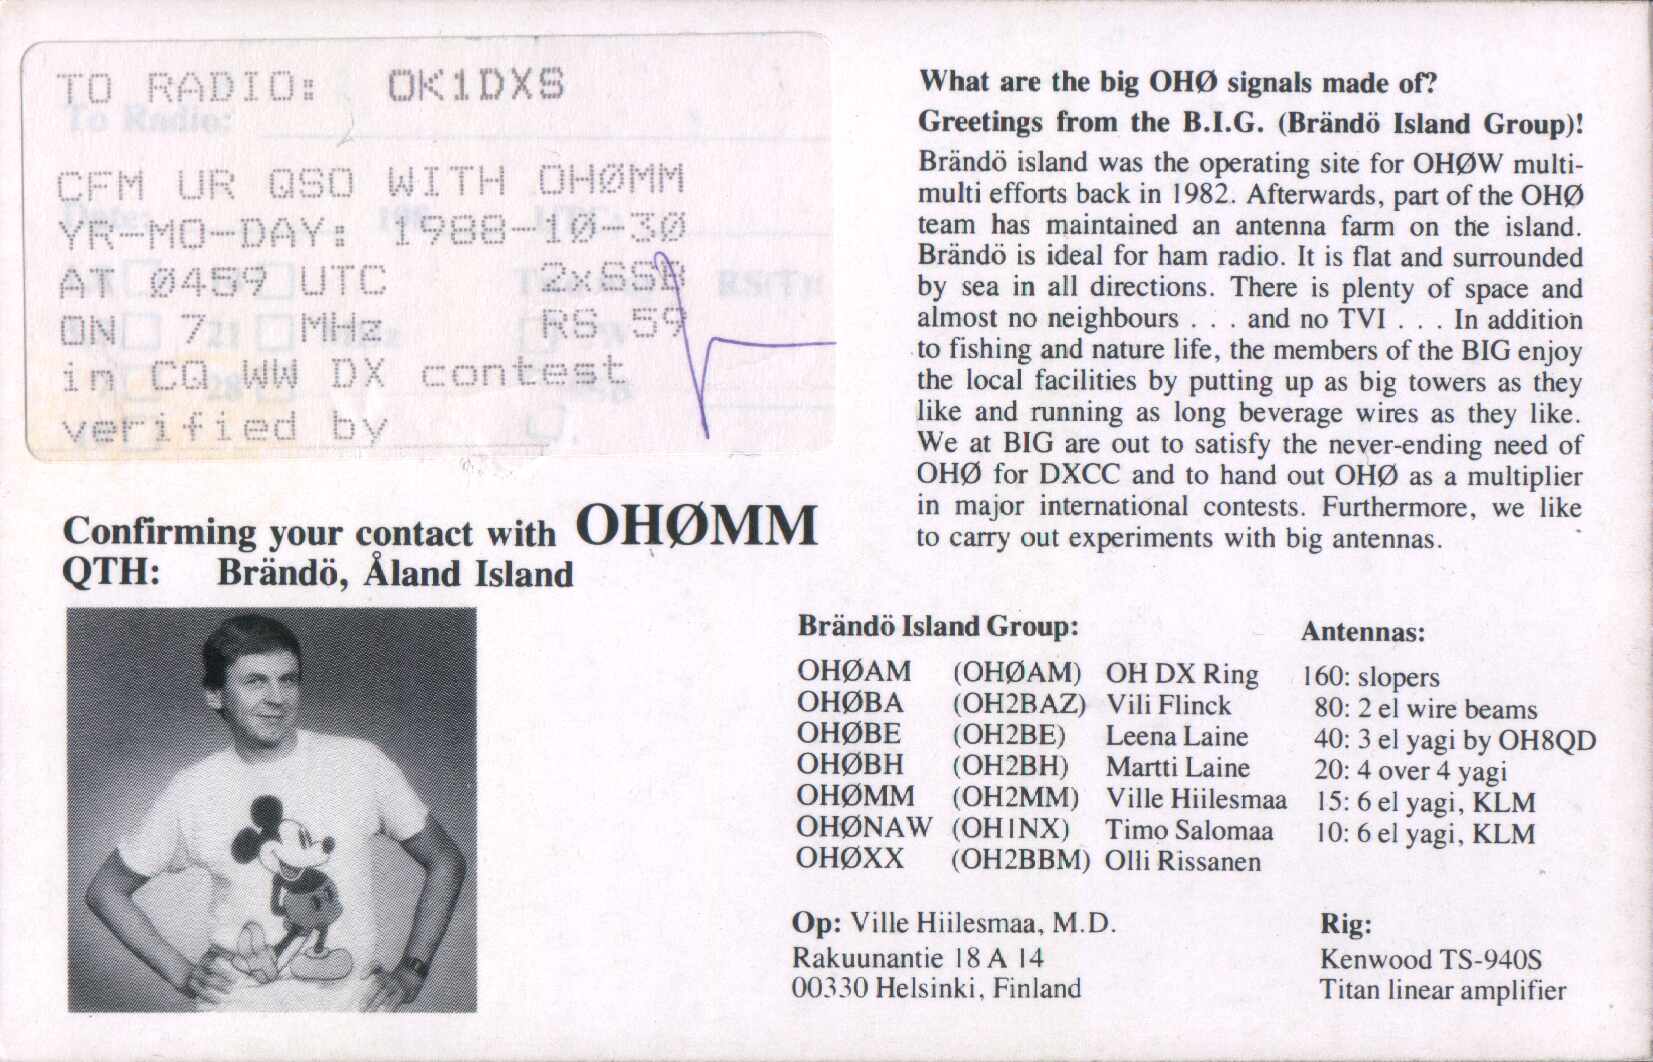 TO RADIO: OK1DXS
To Radio:
CFM UR QSO WITH OHØMM
Date: 198 UTC:
YR-MO-DAY: 1988-10-30
AT Ø459 UTC 2xSSB
RS(T):
ON 7 MHz RS 59
21 MHz
in CQ WW DX contest
28
verified by
Confirming your contact with OHØMM
QTH: Brändö, Åland Island
What are the big OHØ signals made of?
Greetings from the B.I.G. (Brändö Island Group)!
Brändö island was the operating site for OHØW multi-
multi efforts back in 1982. Afterwards, part of the OHØ
team has maintained an antenna farm on the island.
Brändö is ideal for ham radio. It is flat and surrounded
by sea in all directions. There is plenty of space and
almost no neighbours . . . and no TVI . . . In addition
to fishing and nature life, the members of the BIG enjoy
the local facilities by putting up as big towers as they
like and running as long beverage wires as they like.
We at BIG are out to satisfy the never-ending need of
OHØ for DXCC and to hand out OHØ as a multiplier
in major international contests. Furthermore, we like
to carry out experiments with big antennas.
Brändö Island Group:
OHØAM (OHØAM) OH DX Ring
OHØBA (OH2BAZ) Vili Flinck
OHØBE (OH2BE) Leena Laine
OHØBH (OH2BH) Martti Laine
OHØMM (OH2MM) Ville Hiilesmaa
OHØNAW (OH1NX) Timo Salomaa
OHØXX (OH2BBM) Olli Rissanen
Antennas:
160: slopers
80: 2 el wire beams
40: 3 el yagi by OH8QD
20: 4 over 4 yagi
15: 6 el yagi, KLM
10: 6 el yagi, KLM
Op: Ville Hiilesmaa, M.D.
Rakuunantie 18 A 14
00330 Helsinki, Finland
Rig:
Kenwood TS-940S
Titan linear amplifier